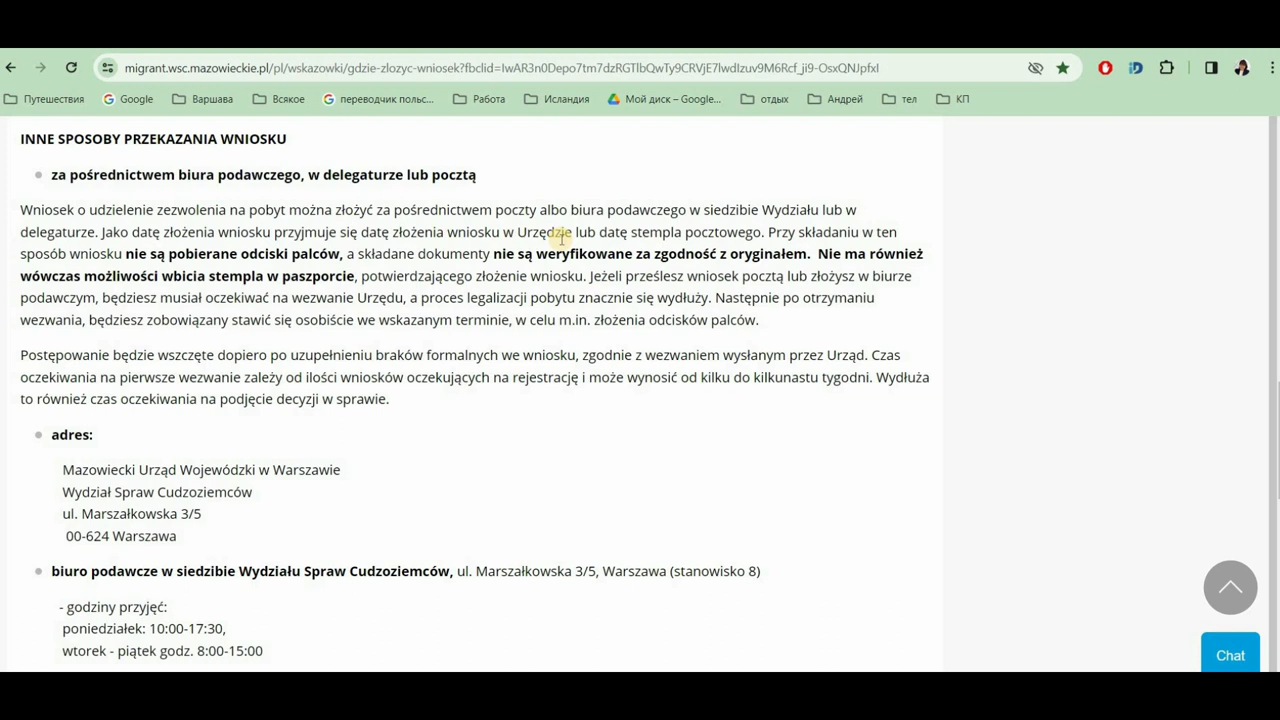 migrant.wsc.mazowieckie.pl/pl/wskazowki/gdzie-zlozyc-wniosek?fbclid=IwAR3n0Depo7tm7dzRGTlbQwTy9CRVjE7lwdIzuv9M6Rcf_ji9-OsxQNJpfxI
Путешествия Google Варшава Всякое переводчик польс... Работа Исландия Мой диск – Google... отдых Андрей тел КП
INNE SPOSOBY PRZEKAZANIA WNIOSKU
za pośrednictwem biura podawczego, w delegaturze lub pocztą
Wniosek o udzielenie zezwolenia na pobyt można złożyć za pośrednictwem poczty albo biura podawczego w siedzibie Wydziału lub w
delegaturze. Jako datę złożenia wniosku przyjmuje się datę złożenia wniosku w Urzędzie lub datę stempla pocztowego. Przy składaniu w ten
sposób wniosku nie są pobierane odciski palców, a składane dokumenty nie są weryfikowane za zgodność z oryginałem. Nie ma również
wówczas możliwości wbicia stempla w paszporcie, potwierdzającego złożenie wniosku. Jeżeli prześlesz wniosek pocztą lub złożysz w biurze
podawczym, będziesz musiał oczekiwać na wezwanie Urzędu, a proces legalizacji pobytu znacznie się wydłuży. Następnie po otrzymaniu
wezwania, będziesz zobowiązany stawić się osobiście we wskazanym terminie, w celu m.in. złożenia odcisków palców.
Postępowanie będzie wszczęte dopiero po uzupełnieniu braków formalnych we wniosku, zgodnie z wezwaniem wysłanym przez Urząd. Czas
oczekiwania na pierwsze wezwanie zależy od ilości wniosków oczekujących na rejestrację i może wynosić od kilku do kilkunastu tygodni. Wydłuża
to również czas oczekiwania na podjęcie decyzji w sprawie.
adres:
Mazowiecki Urząd Wojewódzki w Warszawie
Wydział Spraw Cudzoziemców
ul. Marszałkowska 3/5
00-624 Warszawa
biuro podawcze w siedzibie Wydziału Spraw Cudzoziemców, ul. Marszałkowska 3/5, Warszawa (stanowisko 8)
- godziny przyjęć:
poniedziałek: 10:00-17:30,
wtorek - piątek godz. 8:00-15:00
Chat